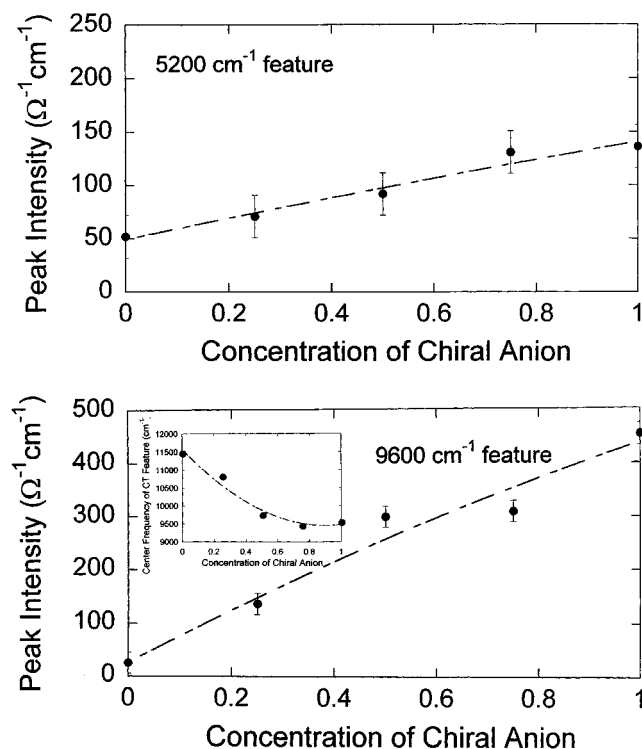 250
200
150
100
50
0
Peak Intensity (Ω⁻¹cm⁻¹)
5200 cm⁻¹ feature
0 0.2 0.4 0.6 0.8 1
Concentration of Chiral Anion
500
400
300
200
100
0
Peak Intensity (Ω⁻¹cm⁻¹)
9600 cm⁻¹ feature
12000
11500
11000
10500
10000
9500
9000
Center Frequency of CT Feature (cm⁻¹)
0 0.2 0.4 0.6 0.8 1
Concentration of Chiral Anion
0 0.2 0.4 0.6 0.8 1
Concentration of Chiral Anion